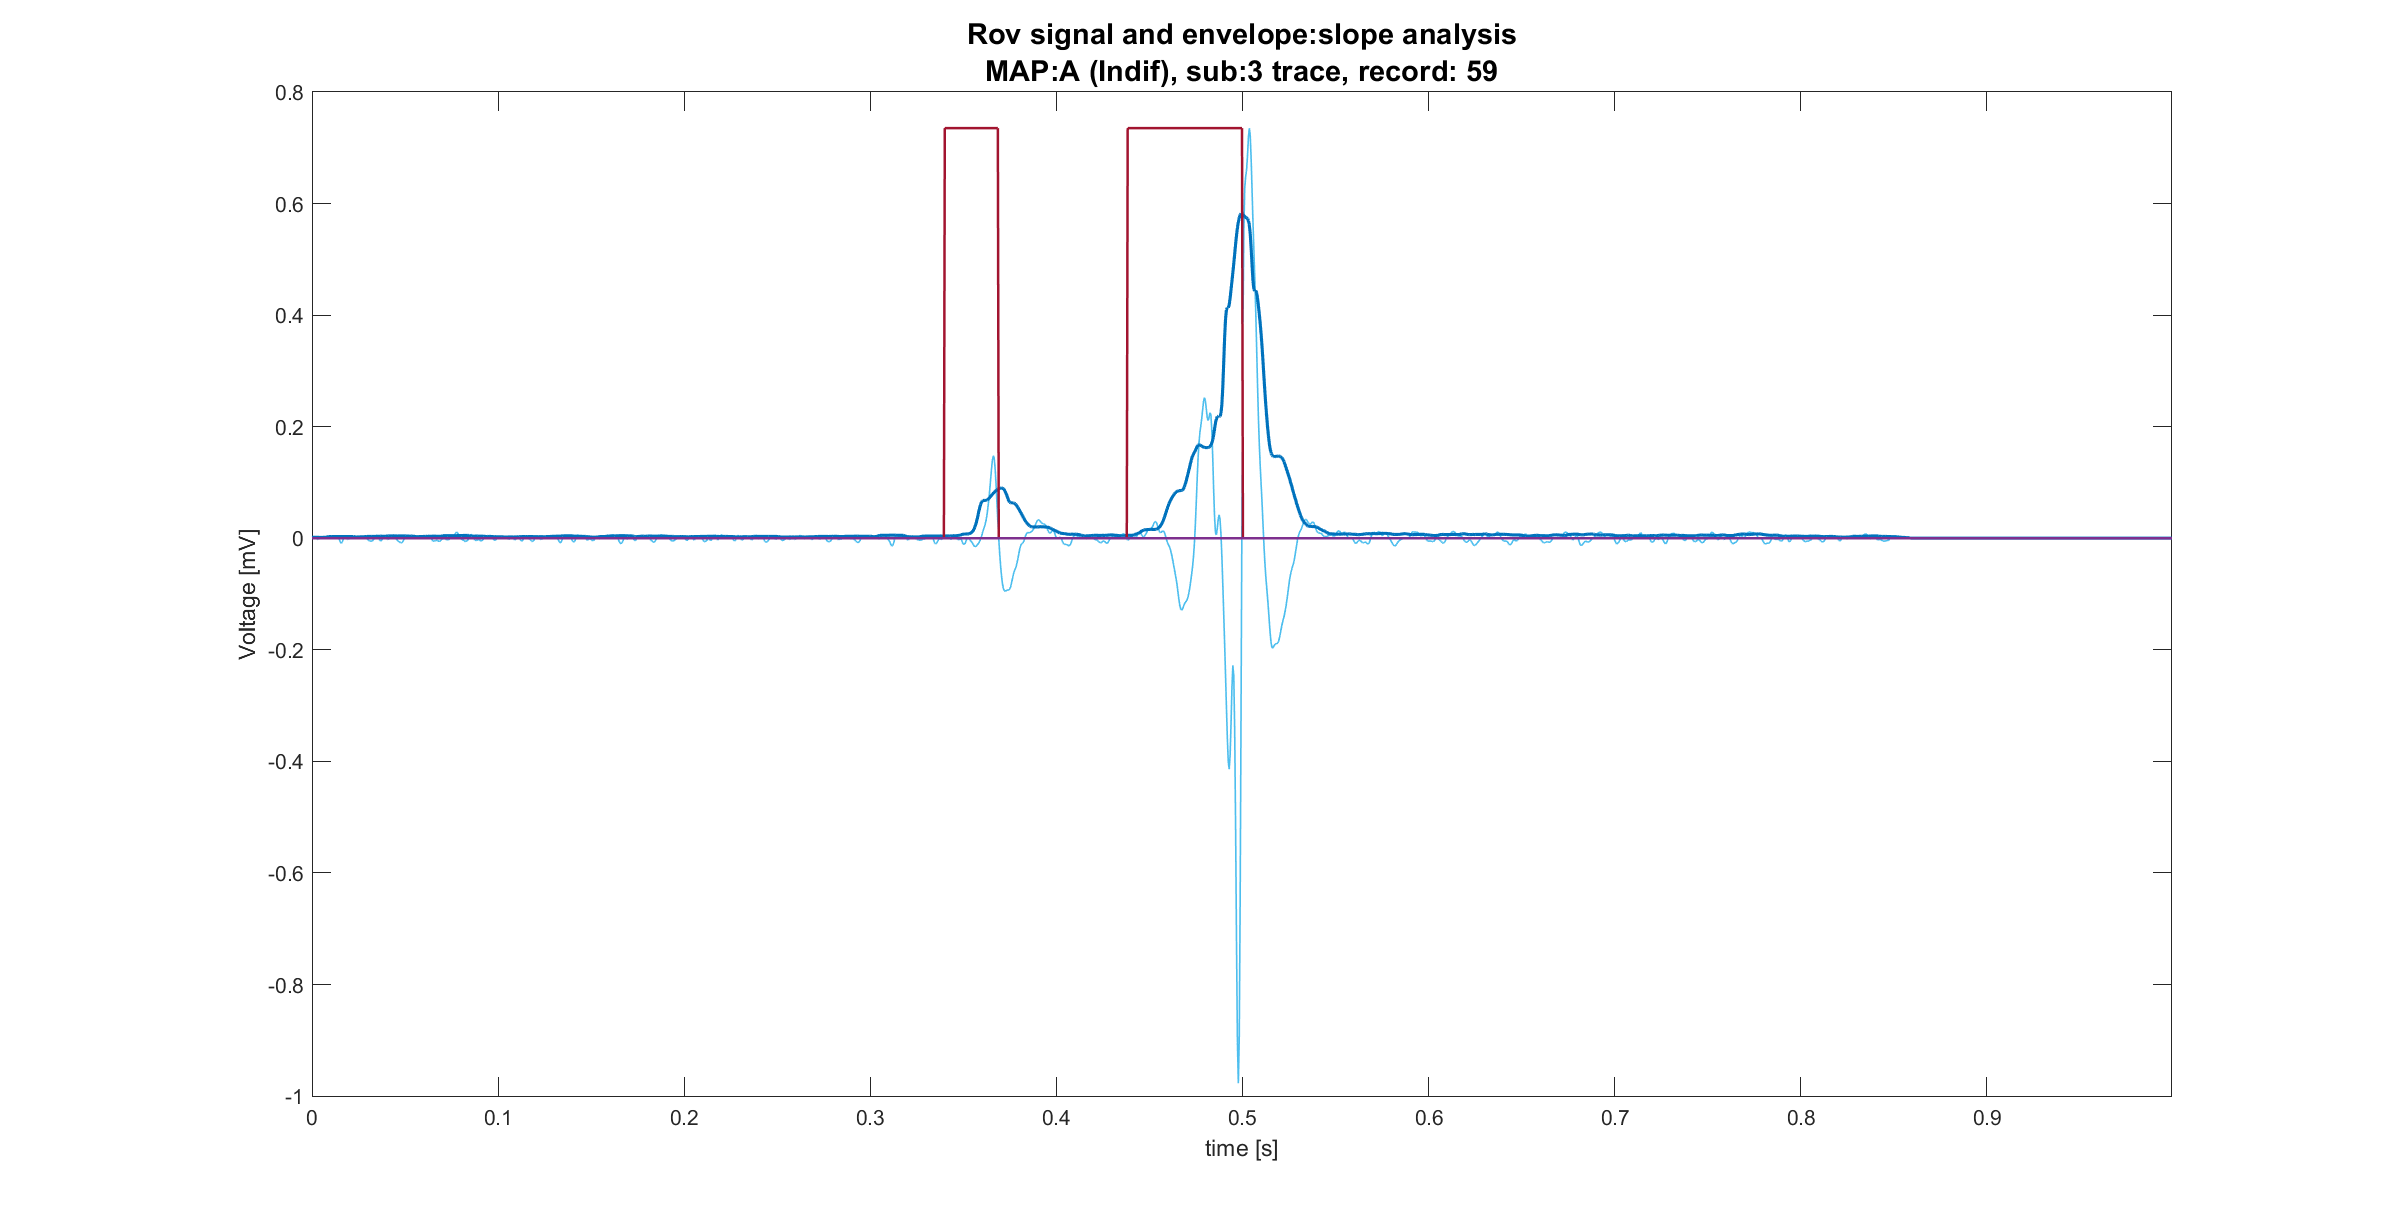 Rov signal and envelope:slope analysis
MAP:A (Indif), sub:3 trace, record: 59
0.8
0.6
0.4
0.2
0
-0.2
-0.4
-0.6
-0.8
-1
Voltage [mV]
0 0.1 0.2 0.3 0.4 0.5 0.6 0.7 0.8 0.9
time [s]